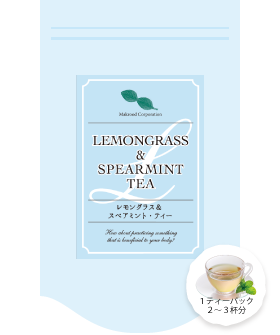 Makrood Corporation
LEMONGRASS
&
SPEARMINT
TEA
レモングラス&
スペアミント・ティー
How about practicing something
that is beneficial to your body?
1ティーパック
2～3杯分